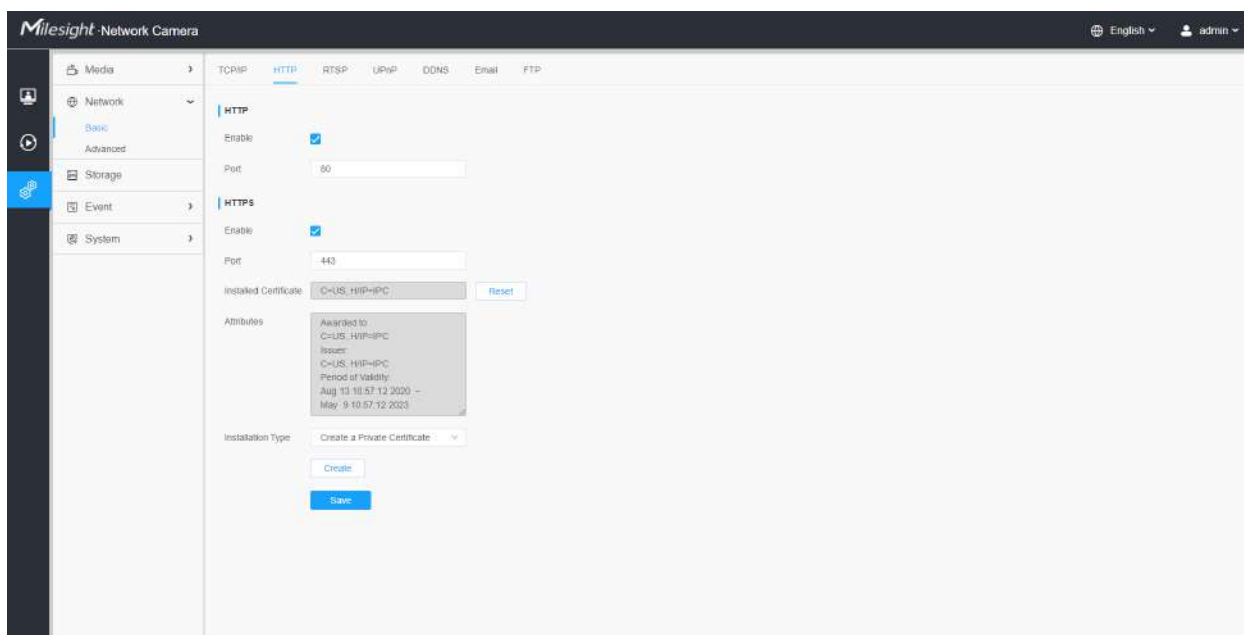 Milesight Network Camera
English
admin
Media
Network
Basic
Advanced
Storage
Event
System
TCP/IP HTTP RTSP UPnP DDNS Email FTP
HTTP
Enable
Port 80
HTTPS
Enable
Port 443
Installed Certificate C=US, H/IP=IPC Reset
Attributes
Awarded to:
C=US, H/IP=IPC
Issuer:
C=US, H/IP=IPC
Period of Validity:
Aug 13 10:57:12 2020 ~
May 9 10:57:12 2023
Installation Type Create a Private Certificate
Create
Save